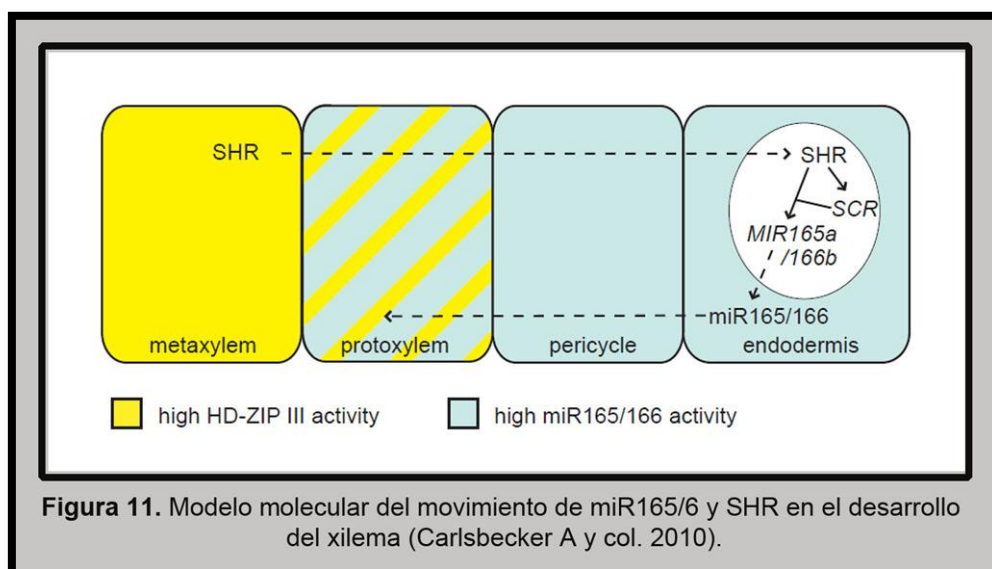 SHR
SHR
SCR
MIR165a
/166b
miR165/166
metaxylem
protoxylem
pericycle
endodermis
high HD-ZIP III activity
high miR165/166 activity
Figura 11. Modelo molecular del movimiento de miR165/6 y SHR en el desarrollo
del xilema (Carlsbecker A y col. 2010).